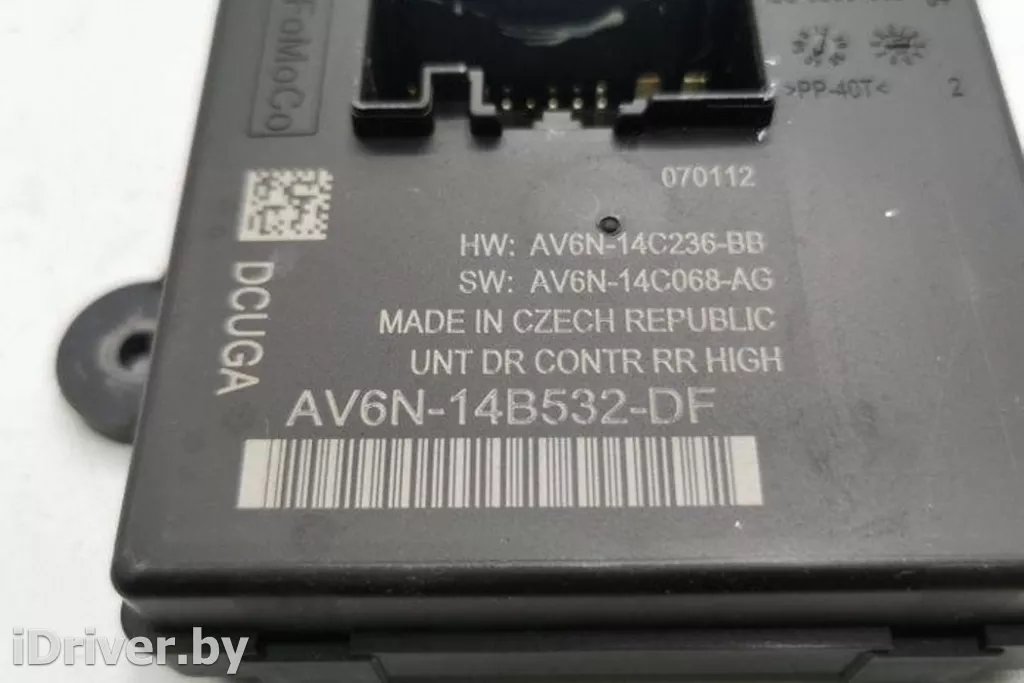 FoMoCo
>PP-40T<
2
070112
HW: AV6N-14C236-BB
SW: AV6N-14C068-AG
MADE IN CZECH REPUBLIC
UNT DR CONTR RR HIGH
DCUGA
AV6N-14B532-DF
iDriver.by